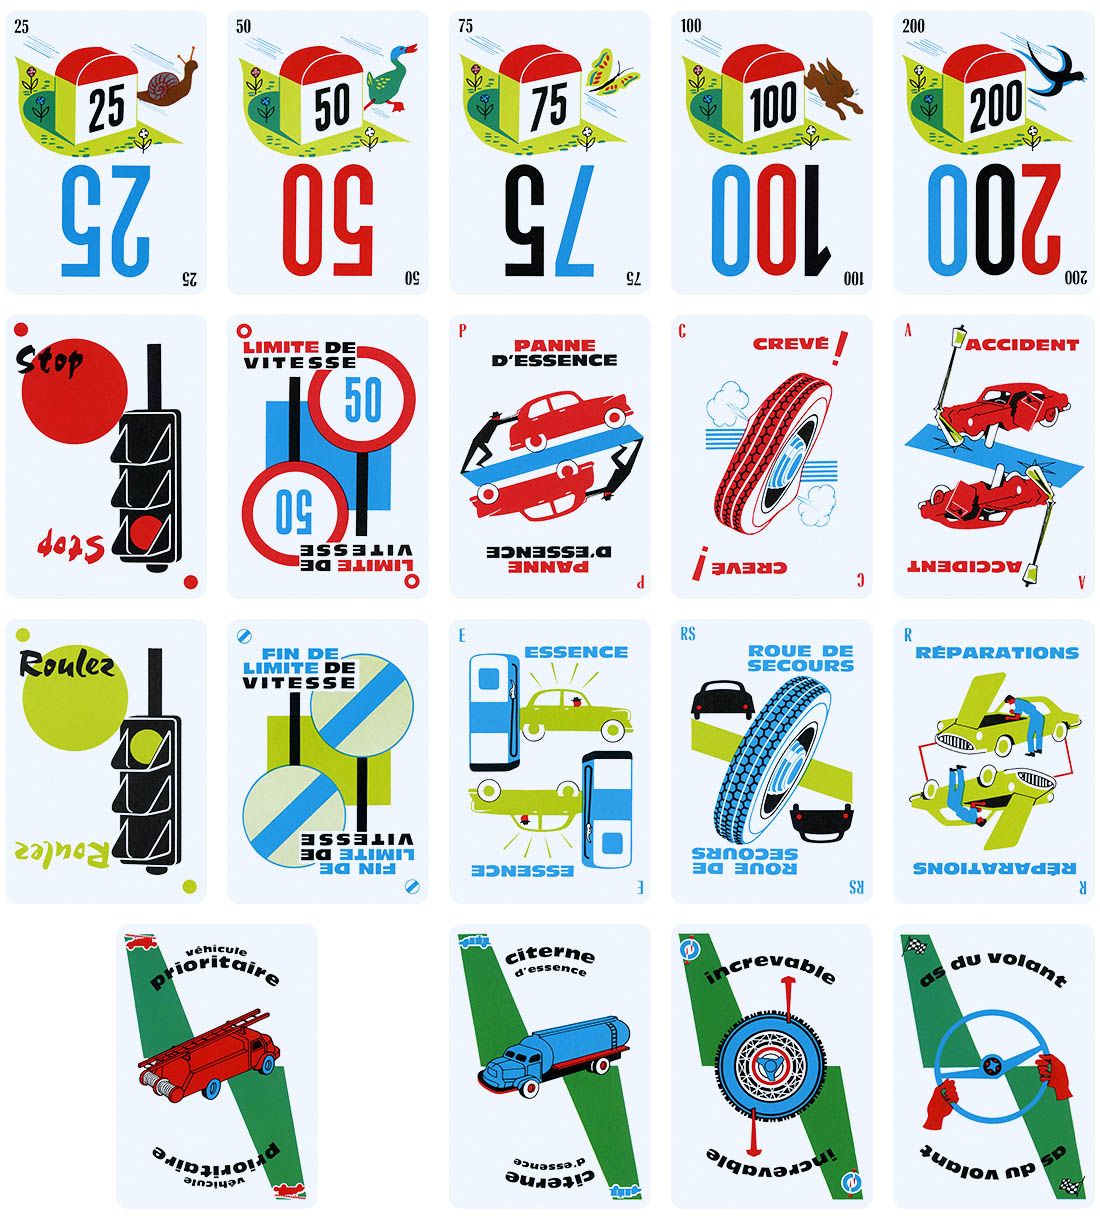 25
25
25
25
50
50
50
50
75
75
75
75
100
100
100
100
200
200
200
200
Stop
Stop
LIMITE DE
VITESSE
50
50
LIMITE DE
VITESSE
P
PANNE
D'ESSENCE
PANNE
D'ESSENCE
P
C
CREVÉ!
CREVÉ!
C
A
ACCIDENT
ACCIDENT
A
Roulez
Roulez
FIN DE
LIMITE DE
VITESSE
FIN DE
LIMITE DE
VITESSE
E
ESSENCE
ESSENCE
E
RS
ROUE DE
SECOURS
ROUE DE
SECOURS
RS
R
RÉPARATIONS
RÉPARATIONS
R
véhicule
prioritaire
véhicule
prioritaire
citerne
d'essence
citerne
d'essence
increvable
increvable
as du volant
as du volant